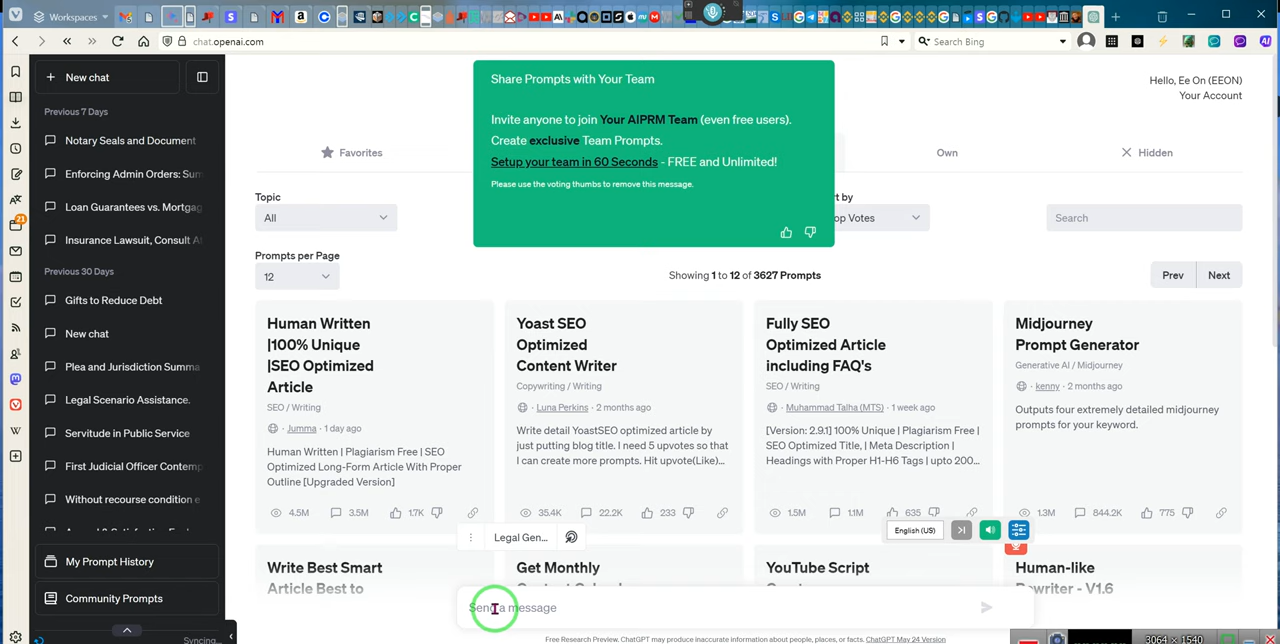 Workspaces
chat.openai.com
Search Bing
AI
21
New chat
Previous 7 Days
Notary Seals and Document
Enforcing Admin Orders: Sum
Loan Guarantees vs. Mortgag
Insurance Lawsuit, Consult At
Previous 30 Days
Gifts to Reduce Debt
New chat
Plea and Jurisdiction Summa
Legal Scenario Assistance.
Servitude in Public Service
First Judicial Officer Contemp
Without recourse condition e
My Prompt History
Community Prompts
Syncing...
Hello, Ee On (EEON)
Your Account
Share Prompts with Your Team
Invite anyone to join Your AIPRM Team (even free users).
Create exclusive Team Prompts.
Setup your team in 60 Seconds - FREE and Unlimited!
Please use the voting thumbs to remove this message.
Favorites
Own
Hidden
Topic
All
rt by
op Votes
Search
Prompts per Page
12
Showing 1 to 12 of 3627 Prompts
Prev
Next
Human Written
|100% Unique
|SEO Optimized
Article
SEO / Writing
· Jumma · 1 day ago
Human Written | Plagiarism Free | SEO
Optimized Long-Form Article With Proper
Outline [Upgraded Version]
4.5M 3.5M 1.7K
Yoast SEO
Optimized
Content Writer
Copywriting / Writing
· Luna Perkins · 2 months ago
Write detail YoastSEO optimized article by
just putting blog title. I need 5 upvotes so that
I can create more prompts. Hit upvote(Like)...
35.4K 22.2K 233
Fully SEO
Optimized Article
including FAQ's
SEO / Writing
· Muhammad Talha (MTS) · 1 week ago
[Version: 2.9.1] 100% Unique | Plagiarism Free |
SEO Optimized Title, | Meta Description |
Headings with Proper H1-H6 Tags | upto 200...
1.5M 1.1M 635
Midjourney
Prompt Generator
Generative AI / Midjourney
· kenny · 2 months ago
Outputs four extremely detailed midjourney
prompts for your keyword.
1.3M 844.2K 775
English (US)
Legal Gen...
Write Best Smart
Article Best to
Get Monthly
YouTube Script
Human-like
Rewriter - V1.6
Send a message
Free Research Preview. ChatGPT may produce inaccurate information about people, places, or facts. ChatGPT May 24 Version
3064 × 1540